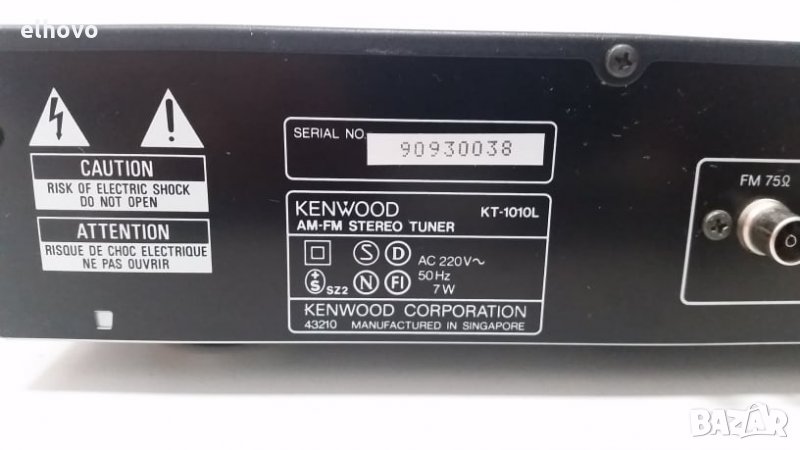 elhovo
CAUTION
RISK OF ELECTRIC SHOCK
DO NOT OPEN
ATTENTION
RISQUE DE CHOC ELECTRIQUE
NE PAS OUVRIR
SERIAL NO. 90930038
KENWOOD KT-1010L
AM-FM STEREO TUNER
S D AC 220V~
50Hz
S SZ2 N FI 7W
KENWOOD CORPORATION
43210 MANUFACTURED IN SINGAPORE
FM 75Ω
BAZAR